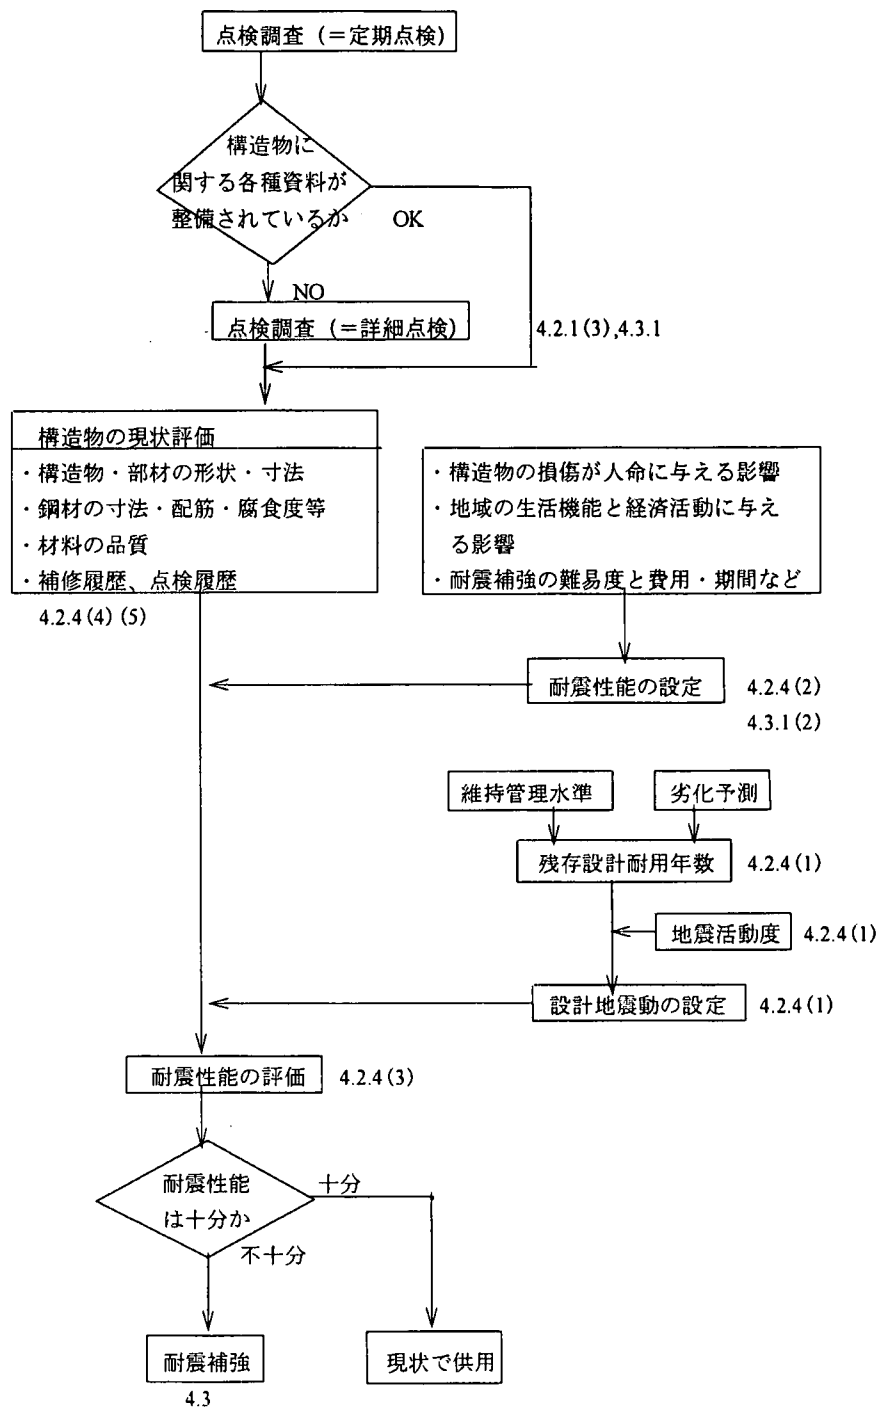 点検調査（＝定期点検）
構造物に
関する各種資料が
整備されているか
OK
NO
点検調査（＝詳細点検）
4.2.1(3),4.3.1
構造物の現状評価
・構造物・部材の形状・寸法
・鋼材の寸法・配筋・腐食度等
・材料の品質
・補修履歴、点検履歴
4.2.4(4)(5)
・構造物の損傷が人命に与える影響
・地域の生活機能と経済活動に与え
る影響
・耐震補強の難易度と費用・期間など
耐震性能の設定
4.2.4(2)
4.3.1(2)
維持管理水準
劣化予測
残存設計耐用年数
4.2.4(1)
地震活動度
4.2.4(1)
設計地震動の設定
4.2.4(1)
耐震性能の評価
4.2.4(3)
耐震性能
は十分か
十分
不十分
耐震補強
4.3
現状で供用